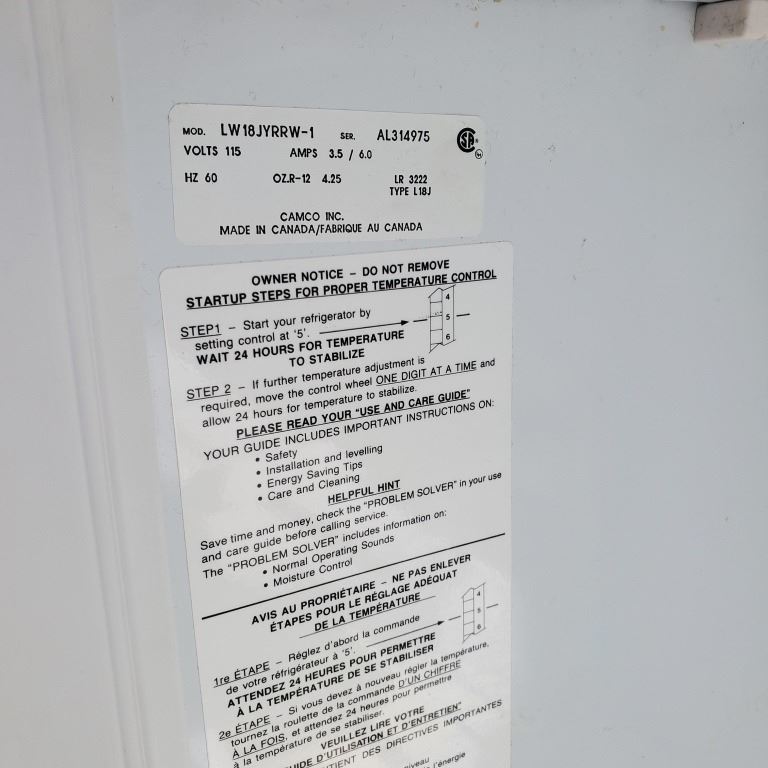 MOD. LW18JYRRW-1 SER. AL314975
VOLTS 115 AMPS 3.5 / 6.0
HZ 60 OZ.R-12 4.25 LR 3222
TYPE L18J
CAMCO INC.
MADE IN CANADA/FABRIQUE AU CANADA
OWNER NOTICE - DO NOT REMOVE
STARTUP STEPS FOR PROPER TEMPERATURE CONTROL
STEP1 - Start your refrigerator by
setting control at '5'.
4
5
6
WAIT 24 HOURS FOR TEMPERATURE
TO STABILIZE
STEP 2 - If further temperature adjustment is
required, move the control wheel ONE DIGIT AT A TIME and
allow 24 hours for temperature to stabilize.
PLEASE READ YOUR "USE AND CARE GUIDE"
YOUR GUIDE INCLUDES IMPORTANT INSTRUCTIONS ON:
• Safety
• Installation and levelling
• Energy Saving Tips
• Care and Cleaning
HELPFUL HINT
Save time and money, check the "PROBLEM SOLVER" in your use
and care guide before calling service.
The "PROBLEM SOLVER" includes information on:
• Normal Operating Sounds
• Moisture Control
AVIS AU PROPRIÉTAIRE - NE PAS ENLEVER
ÉTAPES POUR LE RÉGLAGE ADÉQUAT
DE LA TEMPÉRATURE
1re ÉTAPE - Réglez d'abord la commande
de votre réfrigérateur à '5'.
4
5
6
ATTENDEZ 24 HEURES POUR PERMETTRE
À LA TEMPÉRATURE DE SE STABILISER
2e ÉTAPE - Si vous devez à nouveau régler la température,
tournez la roulette de la commande D'UN CHIFFRE
À LA FOIS, et attendez 24 heures pour permettre
à la température de se stabiliser.
VEUILLEZ LIRE VOTRE
D'UTILISATION ET D'ENTRETIEN"
DES DIRECTIVES IMPORTANTES
niveau
l'énergie